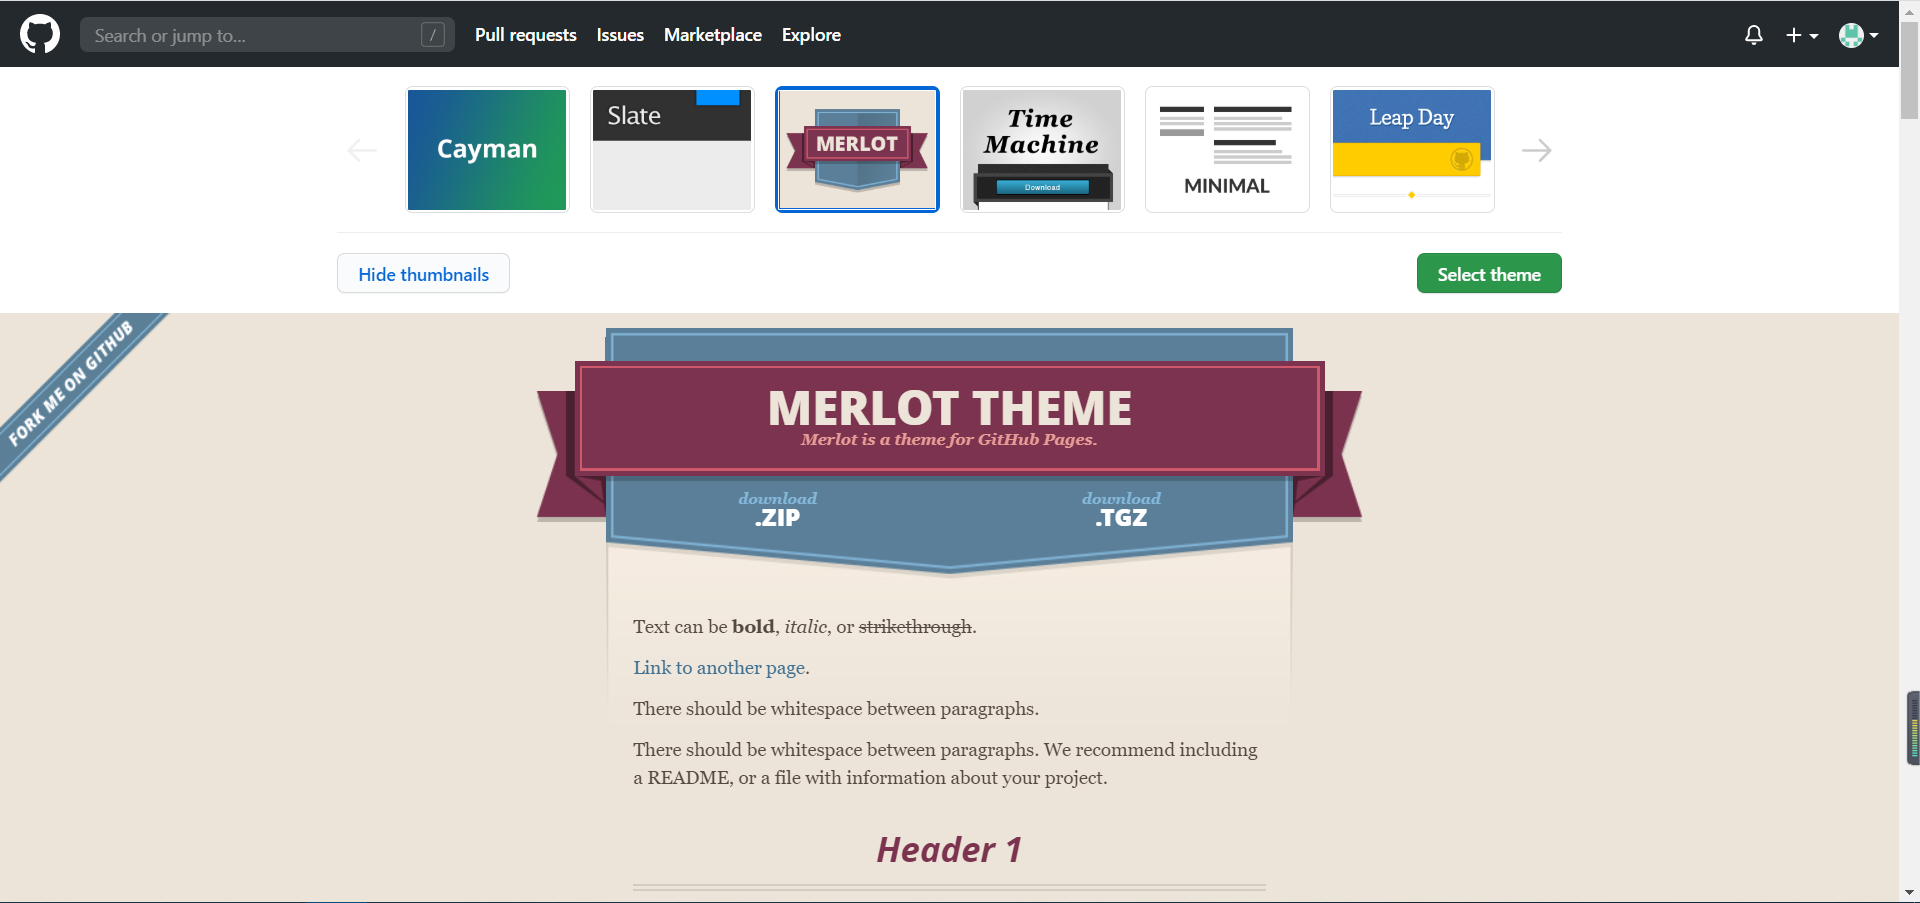 Search or jump to...
/
Pull requests
Issues
Marketplace
Explore
Cayman
Slate
MERLOT
Time
Machine
Download
MINIMAL
Leap Day
Hide thumbnails
Select theme
FORK ME ON GITHUB
MERLOT THEME
Merlot is a theme for GitHub Pages.
download
.ZIP
download
.TGZ
Text can be bold, italic, or strikethrough.
Link to another page.
There should be whitespace between paragraphs.
There should be whitespace between paragraphs. We recommend including
a README, or a file with information about your project.
Header 1